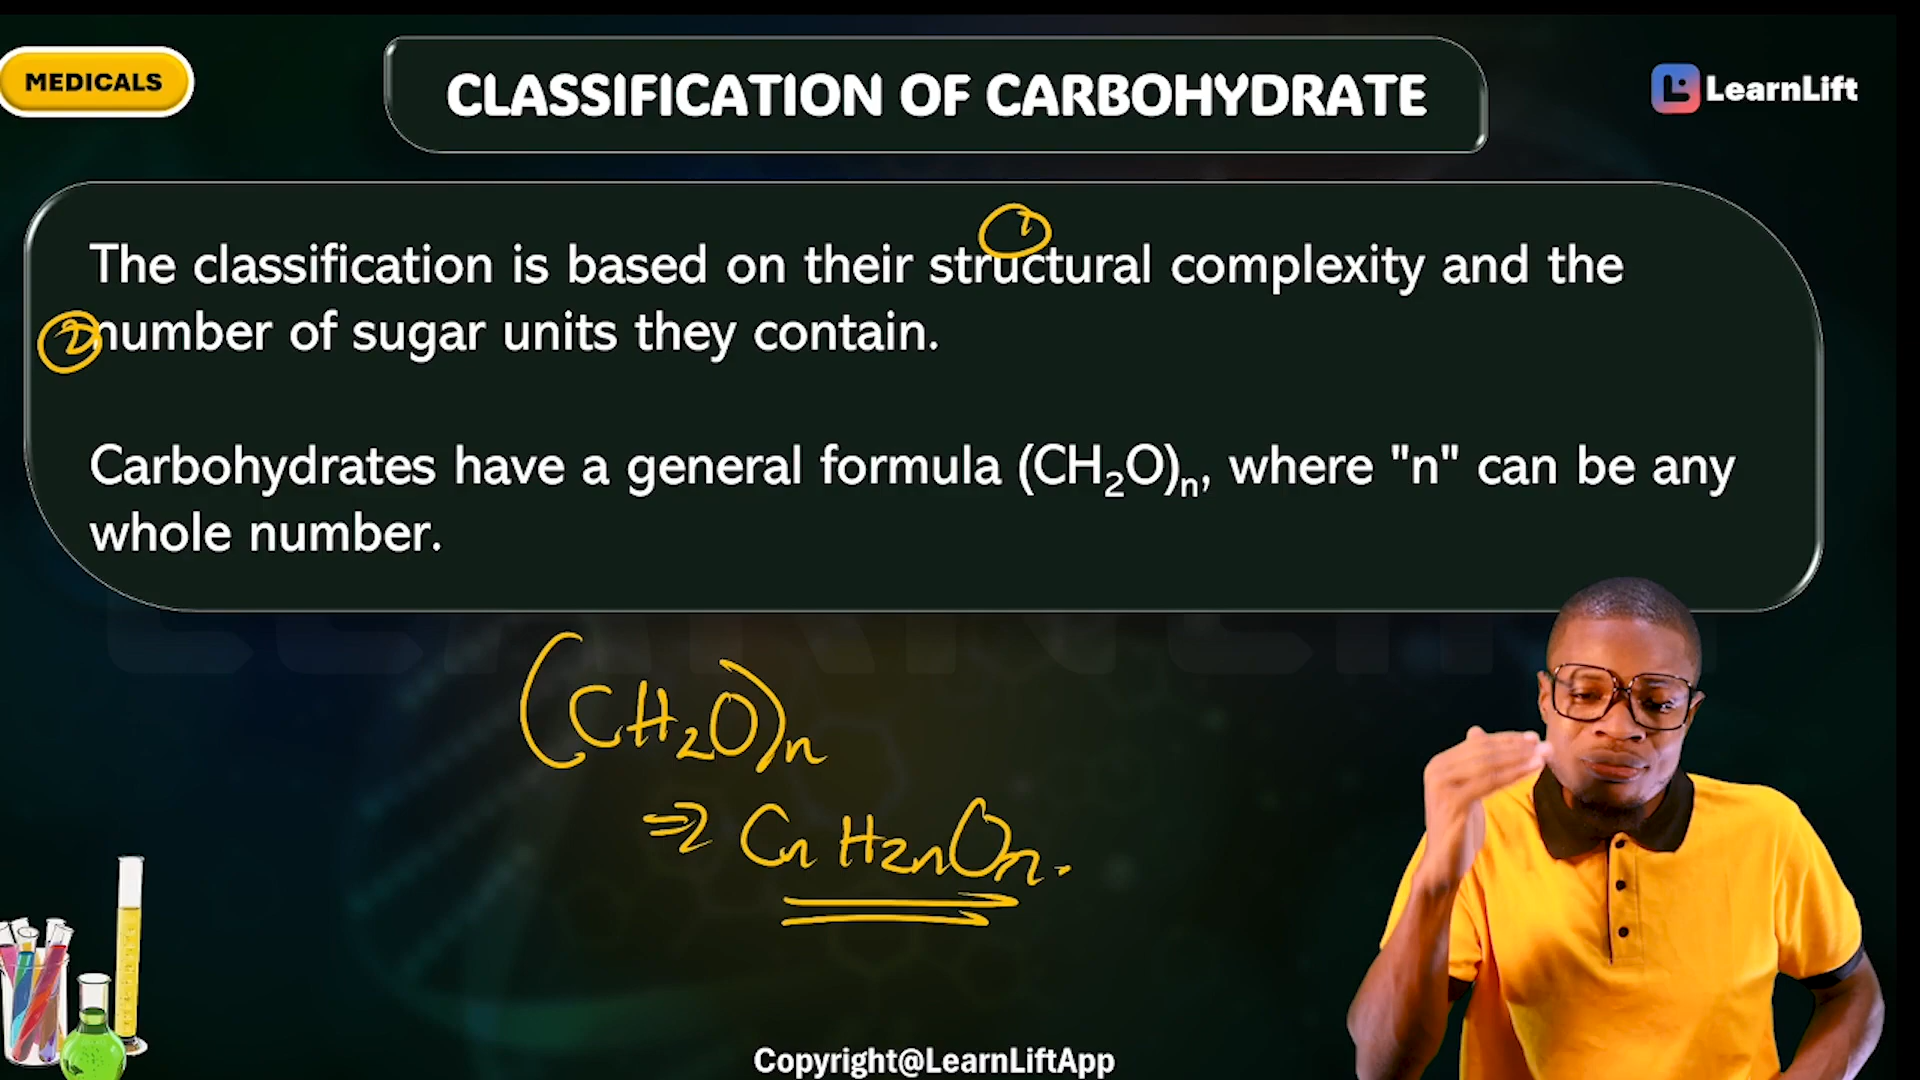 MEDICALS
CLASSIFICATION OF CARBOHYDRATE
LearnLift
1
The classification is based on their structural complexity and the
2
number of sugar units they contain.
Carbohydrates have a general formula (CH₂O)ₙ, where "n" can be any
whole number.
(CH₂O)n
⇒ CnH2nOn.
Copyright@LearnLiftApp